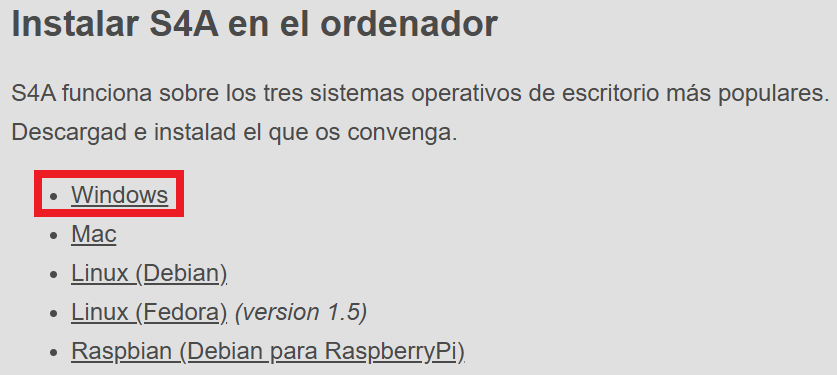 Instalar S4A en el ordenador
S4A funciona sobre los tres sistemas operativos de escritorio más populares.
Descargad e instalad el que os convenga.
• Windows
• Mac
• Linux (Debian)
• Linux (Fedora) (version 1.5)
• Raspbian (Debian para RaspberryPi)